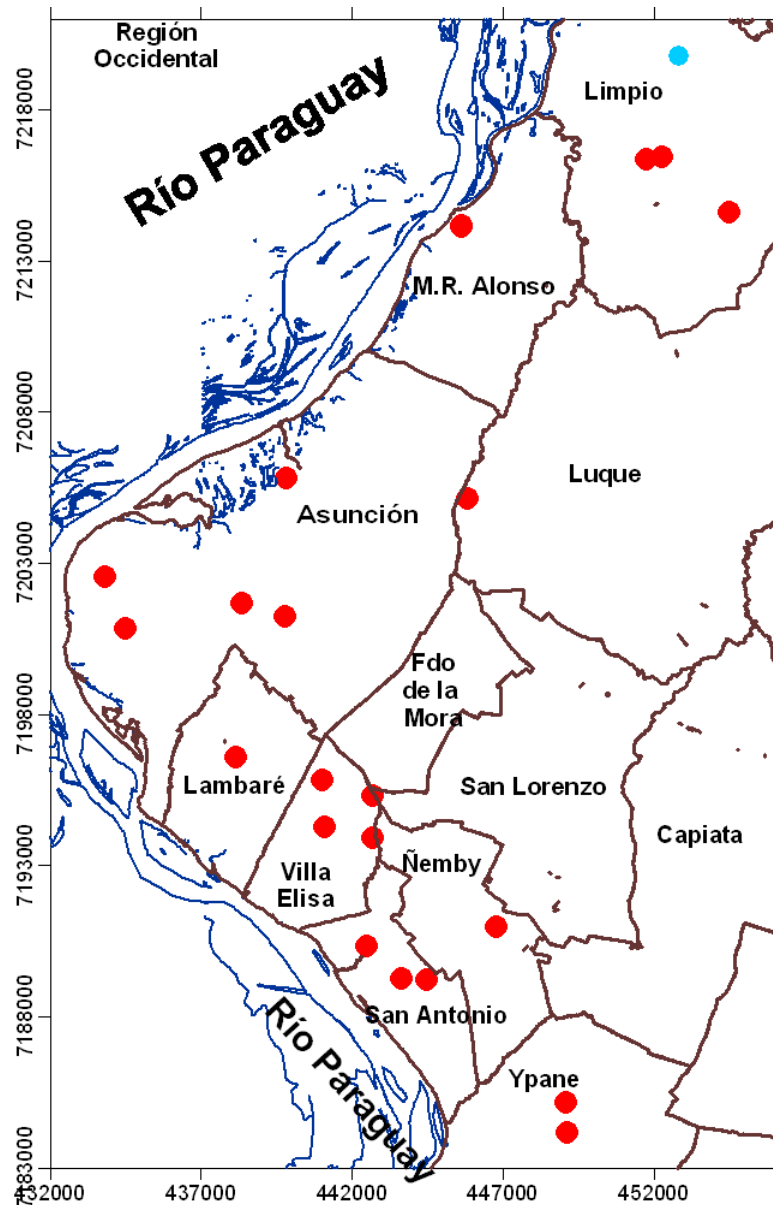 Región
Occidental
Río Paraguay
Limpio
7218000
7213000
M.R. Alonso
7208000
Luque
Asunción
7203000
Fdo
de la
Mora
7198000
Lambaré
San Lorenzo
Capiata
Villa
Elisa
Ñemby
7193000
San Antonio
7188000
Río Paraguay
Ypane
7183000
432000
437000
442000
447000
452000